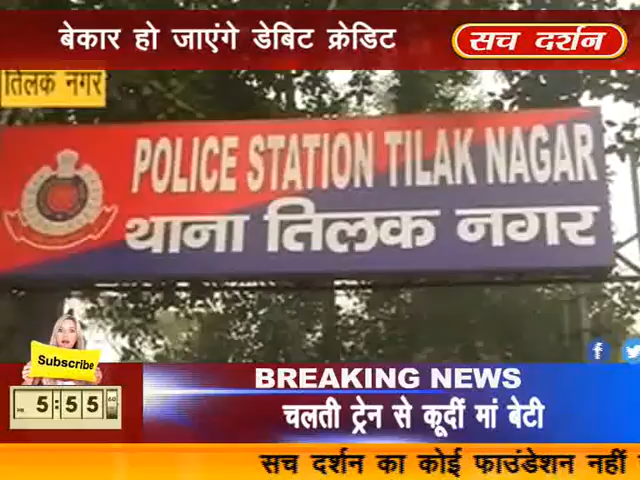 बेकार हो जाएंगे डेबिट क्रेडिट
सच दर्शन
तिलक नगर
POLICE STATION TILAK NAGAR
थाना तिलक नगर
Subscribe
5:55
BREAKING NEWS
चलती ट्रेन से कूदीं मां बेटी
सच दर्शन का कोई फाउंडेशन नहीं